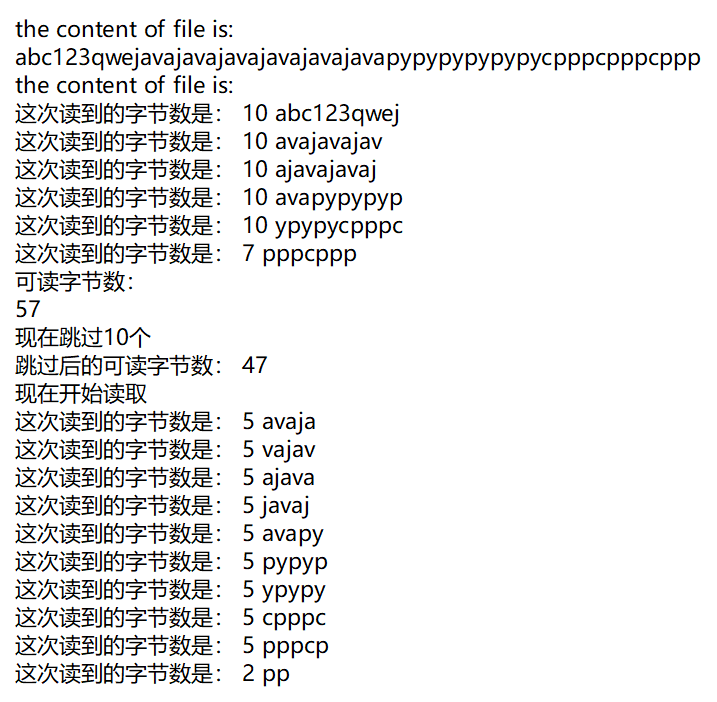 the content of file is:
abc123qwejavajavajavajavajavajavapypypypypypycpppcpppcppp
the content of file is:
这次读到的字节数是： 10 abc123qwej
这次读到的字节数是： 10 avajavajav
这次读到的字节数是： 10 ajavajavaj
这次读到的字节数是： 10 avapypypyp
这次读到的字节数是： 10 ypypycpppc
这次读到的字节数是： 7 pppcppp
可读字节数：
57
现在跳过10个
跳过后的可读字节数： 47
现在开始读取
这次读到的字节数是： 5 avaja
这次读到的字节数是： 5 vajav
这次读到的字节数是： 5 ajava
这次读到的字节数是： 5 javaj
这次读到的字节数是： 5 avapy
这次读到的字节数是： 5 pypyp
这次读到的字节数是： 5 ypypy
这次读到的字节数是： 5 cpppc
这次读到的字节数是： 5 pppcp
这次读到的字节数是： 2 pp